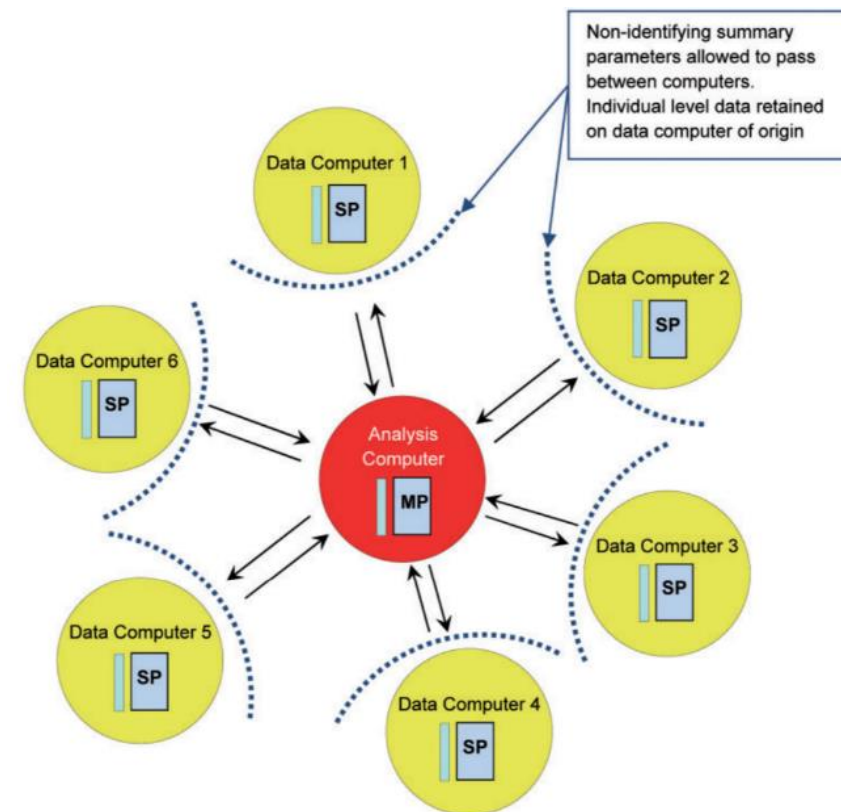 Non-identifying summary
parameters allowed to pass
between computers.
Individual level data retained
on data computer of origin
Data Computer 1
SP
Data Computer 2
SP
Data Computer 6
SP
Analysis
Computer
MP
Data Computer 3
SP
Data Computer 5
SP
Data Computer 4
SP